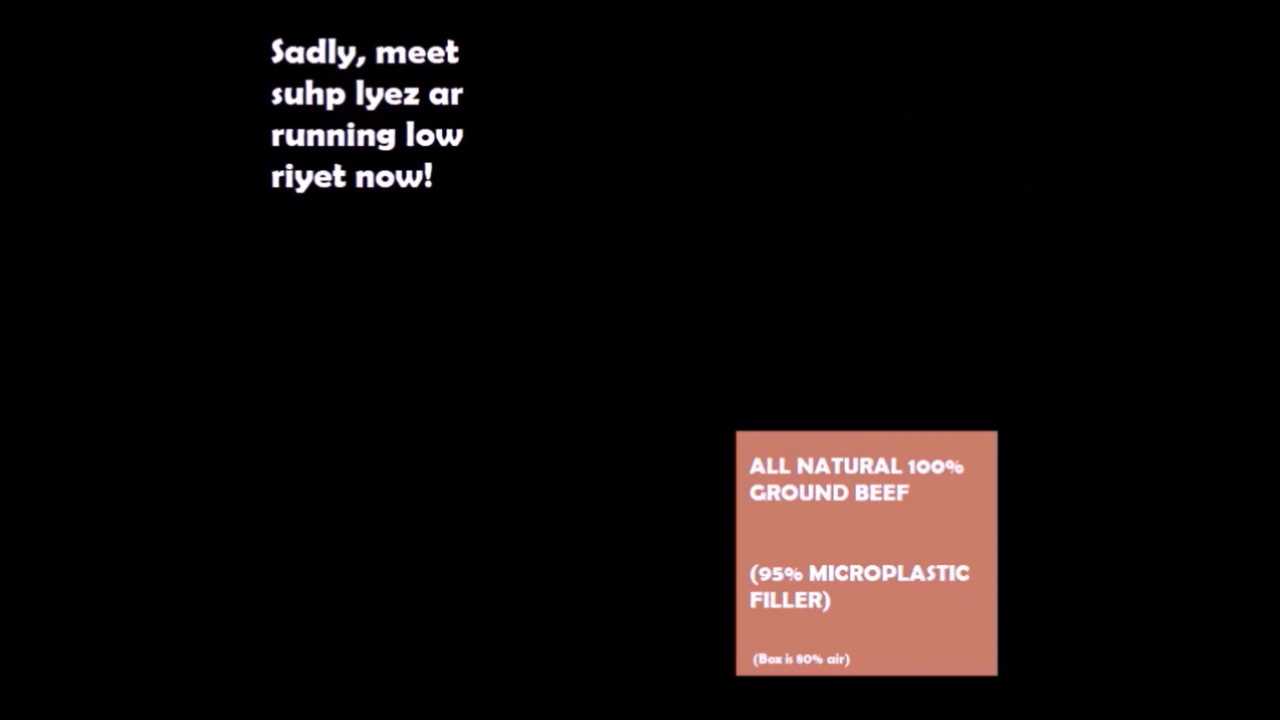 Sadly, meet
suhp lyez ar
running low
riyet now!
ALL NATURAL 100%
GROUND BEEF
(95% MICROPLASTIC
FILLER)
(Box is 80% air)